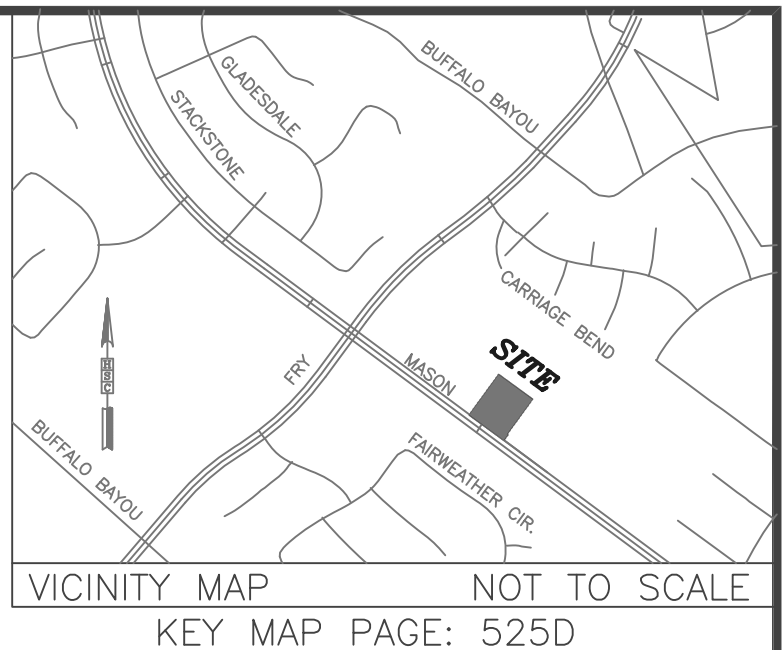 BUFFALO BAYOU
GLADESDALE
STACKSTONE
CARRIAGE BEND
SITE
MASON
FRY
H
S
C
BUFFALO BAYOU
FAIRWEATHER CIR.
VICINITY MAP NOT TO SCALE
KEY MAP PAGE: 525D